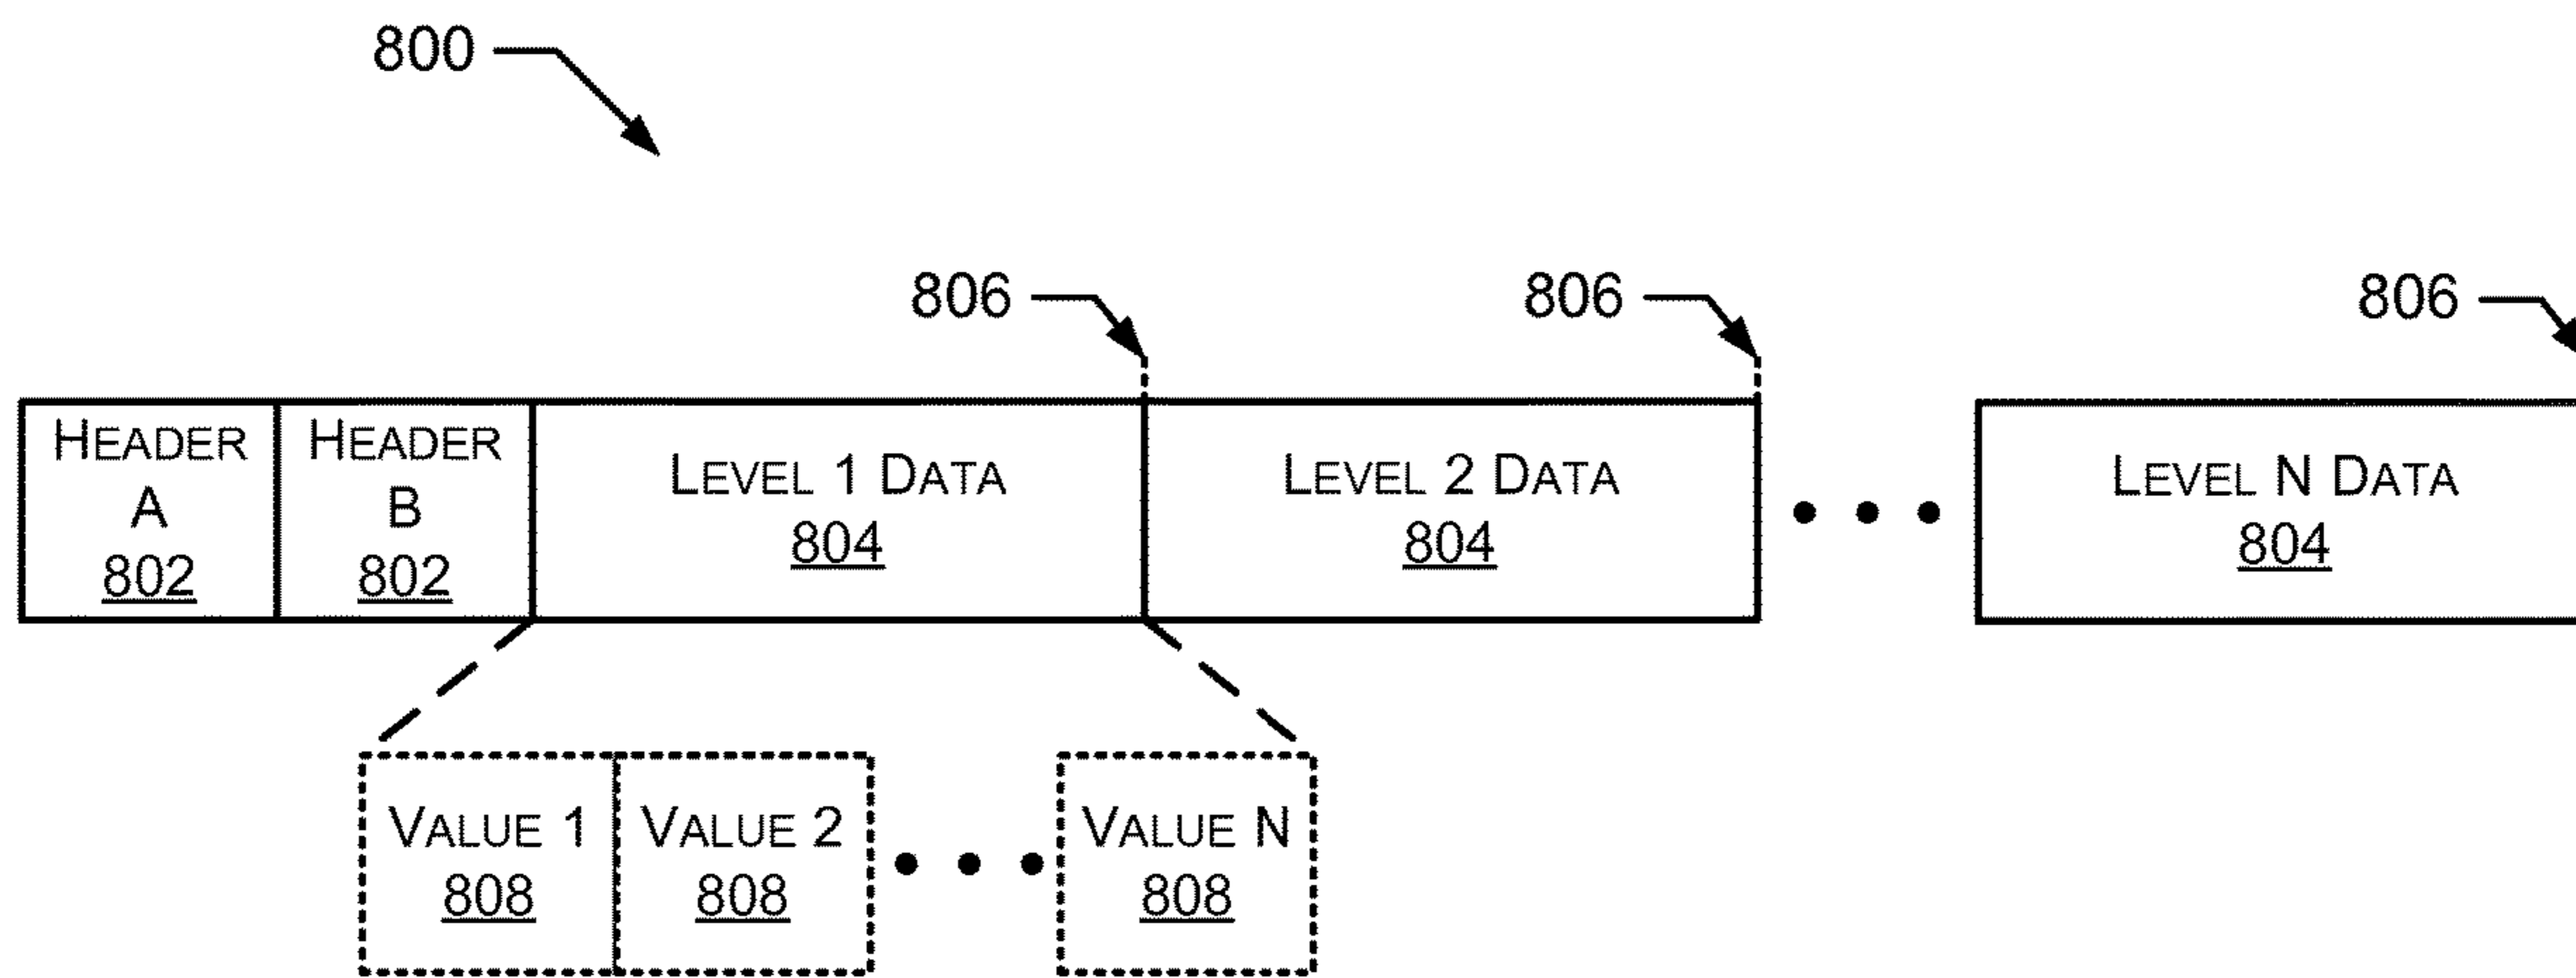 800
806
806
806
HEADER
A
802
HEADER
B
802
LEVEL 1 DATA
804
LEVEL 2 DATA
804
LEVEL N DATA
804
VALUE 1
808
VALUE 2
808
VALUE N
808